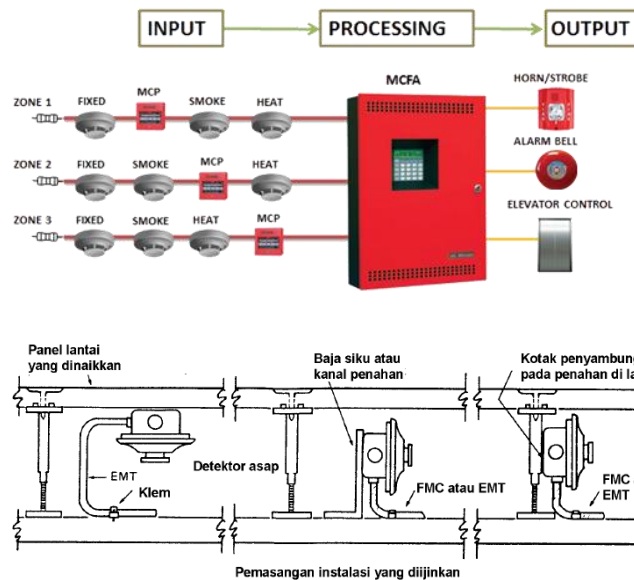 INPUT
PROCESSING
OUTPUT
MCFA
HORN/STROBE
ZONE 1
FIXED
MCP
SMOKE
HEAT
ALARM BELL
ZONE 2
FIXED
SMOKE
MCP
HEAT
ELEVATOR CONTROL
ZONE 3
FIXED
SMOKE
HEAT
MCP
Panel lantai
yang dinaikkan
EMT
Klem
Baja siku atau
kanal penahan
Detektor asap
FMC atau EMT
Kotak penyambun
pada penahan di la
FMC a
EMT
Pemasangan instalasi yang diijinkan